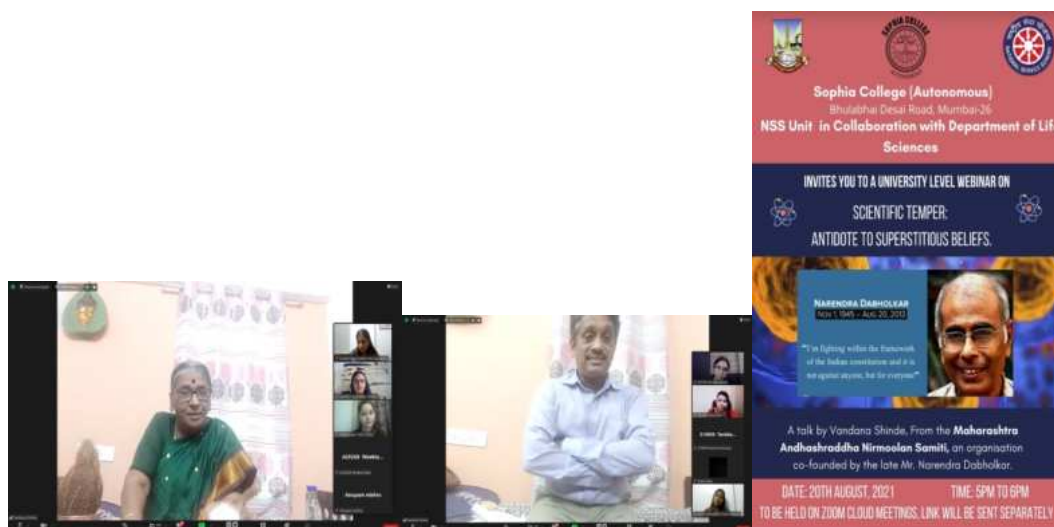 SOPHIA COLLEGE
Sophia College (Autonomous)
Bhulabhai Desai Road, Mumbai-26
NSS Unit in Collaboration with Department of Lif
Sciences
INVITES YOU TO A UNIVERSITY LEVEL WEBINAR ON
SCIENTIFIC TEMPER:
ANTIDOTE TO SUPERSTITIOUS BELIEFS.
NARENDRA DABHOLKAR
NOV 1, 1945 - AUG 20, 2013
"I'm fighting within the framework
of the Indian constitution and it is
not against anyone, but for everyone"
A talk by Vandana Shinde, From the Maharashtra
Andhashraddha Nirmoolan Samiti, an organisation
co-founded by the late Mr. Narendra Dabholkar.
DATE: 20TH AUGUST, 2021 TIME: 5PM TO 6PM
TO BE HELD ON ZOOM CLOUD MEETINGS, LINK WILL BE SENT SEPARATELY